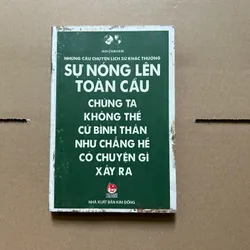 NHỮNG CÂU CHUYỆN LỊCH SỬ KHÁC THƯỜNG
SỰ NÓNG LÊN
TOÀN CẦU
CHÚNG TA
KHÔNG THỂ
CỨ BÌNH THẢN
NHƯ CHẲNG HỀ
CÓ CHUYỆN GÌ
XẢY RA
NHÀ XUẤT BẢN KIM ĐỒNG